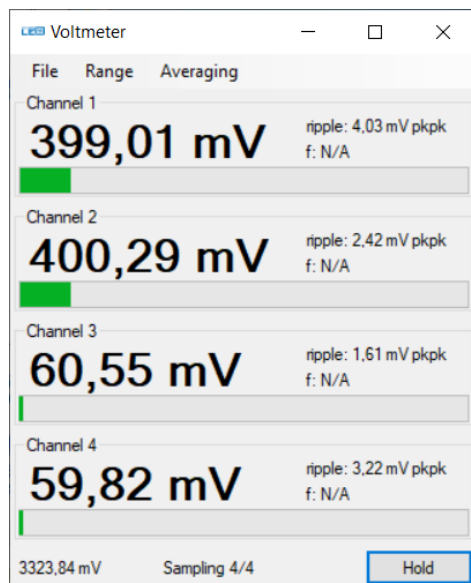 LEO Voltmeter
File Range Averaging
Channel 1
399,01 mV
ripple: 4,03 mV pkpk
f: N/A
Channel 2
400,29 mV
ripple: 2,42 mV pkpk
f: N/A
Channel 3
60,55 mV
ripple: 1,61 mV pkpk
f: N/A
Channel 4
59,82 mV
ripple: 3,22 mV pkpk
f: N/A
3323,84 mV Sampling 4/4 Hold